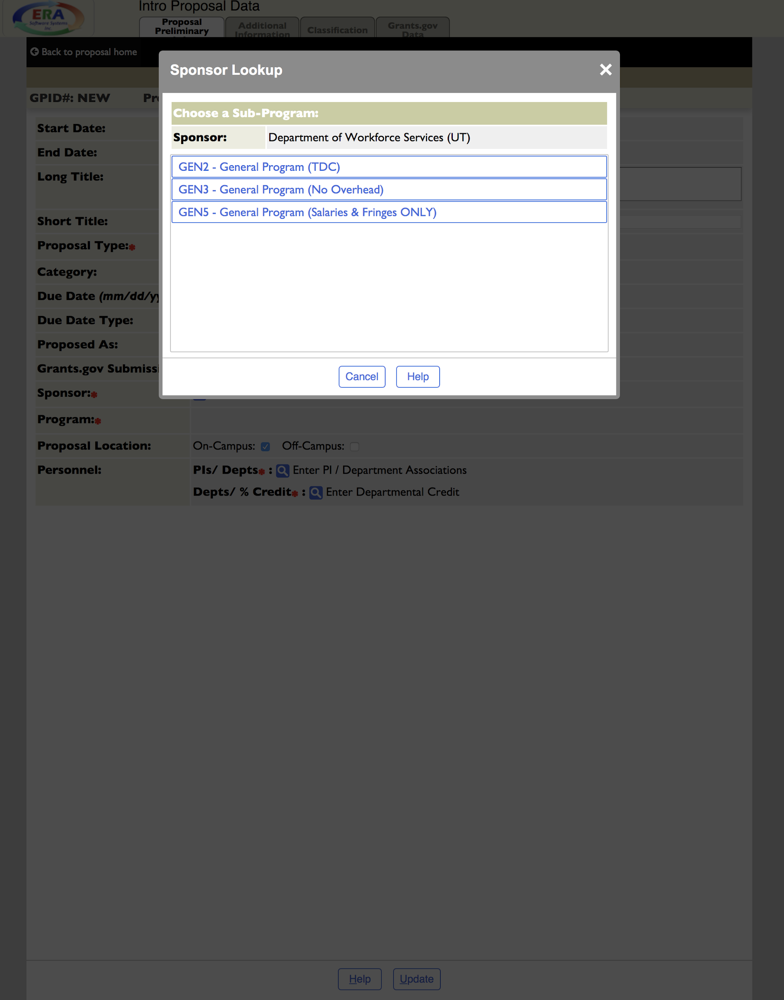 ERA
Software Systems
Inc.
Intro Proposal Data
Proposal
Preliminary
Additional
Information
Classification
Grants.gov
Data
Back to proposal home
GPID#: NEW
Sponsor Lookup
Choose a Sub-Program:
Sponsor: Department of Workforce Services (UT)
GEN2 - General Program (TDC)
GEN3 - General Program (No Overhead)
GEN5 - General Program (Salaries & Fringes ONLY)
Cancel Help
Start Date:
End Date:
Long Title:
Short Title:
Proposal Type:*
Category:
Due Date (mm/dd/yy
Due Date Type:
Proposed As:
Grants.gov Submissi
Sponsor:*
Program:*
Proposal Location: On-Campus: Off-Campus:
Personnel: PIs/ Depts* : Enter PI / Department Associations
Depts/ % Credit* : Enter Departmental Credit
Help Update